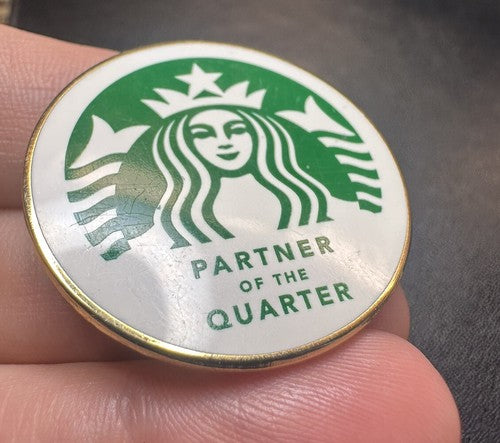 PARTNER
OF THE
QUARTER